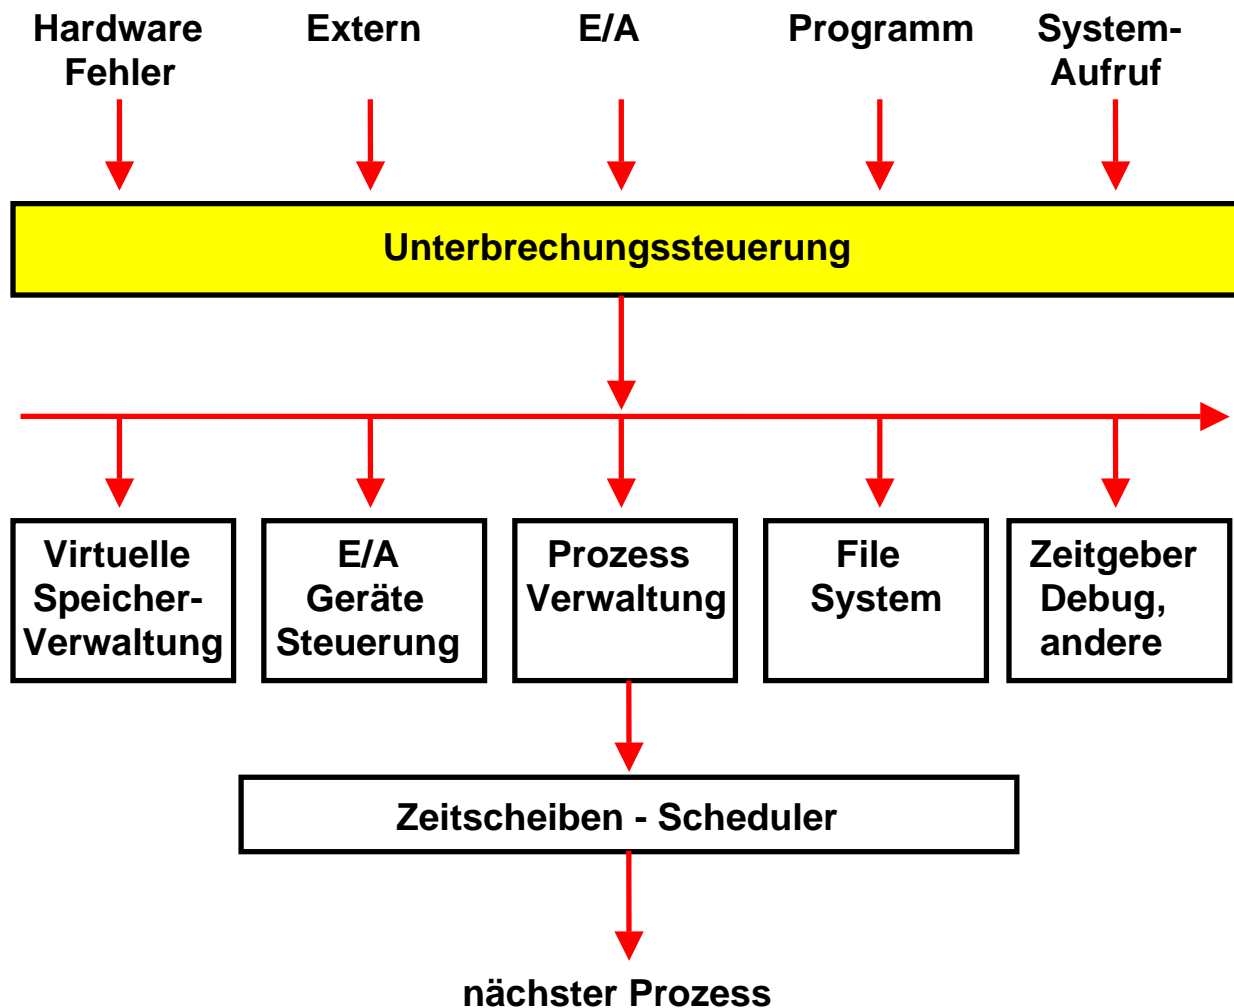 Hardware
Fehler
Extern
E/A
Programm
System-
Aufruf
Unterbrechungssteuerung
Virtuelle
Speicher-
Verwaltung
E/A
Geräte
Steuerung
Prozess
Verwaltung
File
System
Zeitgeber
Debug,
andere
Zeitscheiben - Scheduler
nächster Prozess